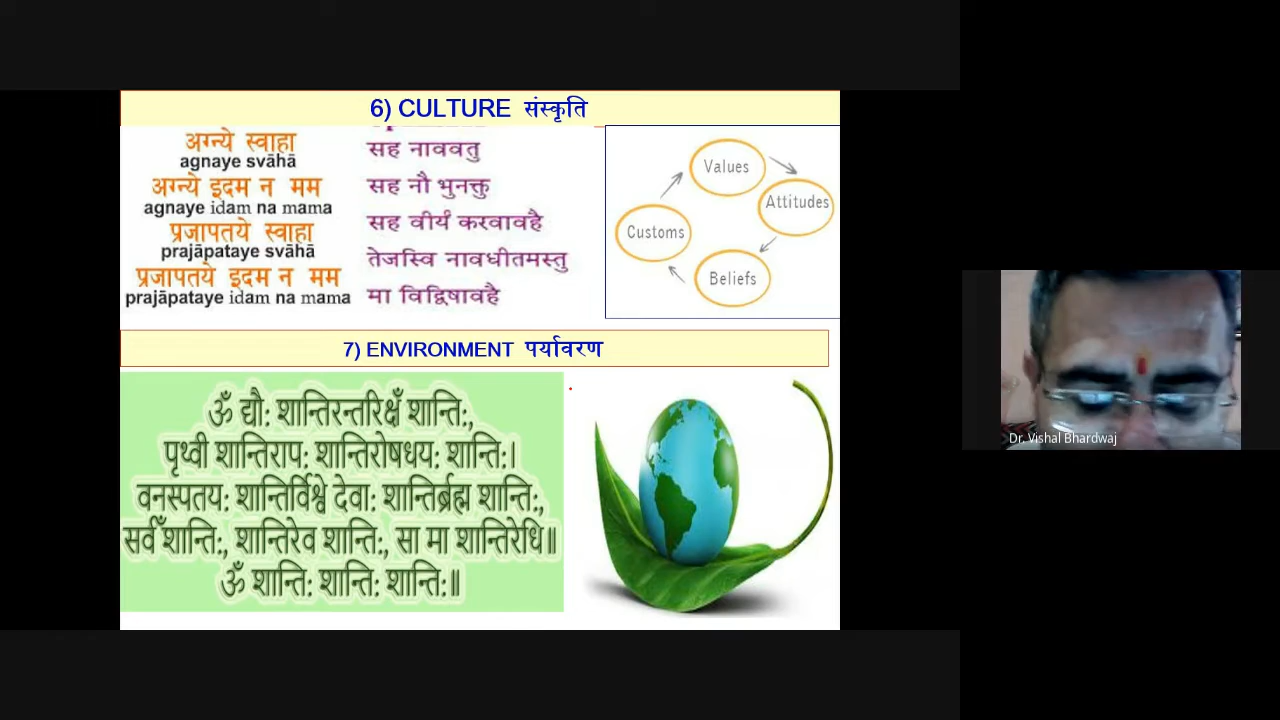 6) CULTURE संस्कृति
अग्न्ये स्वाहा
agnaye svāhā
अग्न्ये इदम न मम
agnaye idam na mama
प्रजापतये स्वाहा
prajāpataye svāhā
प्रजापतये इदम न मम
prajāpataye idam na mama
सह नाववतु
सह नौ भुनक्तु
सह वीर्यं करवावहै
तेजस्वि नावधीतमस्तु
मा विद्विषावहै
Values
Attitudes
Customs
Beliefs
7) ENVIRONMENT पर्यावरण
ॐ द्यौ: शान्तिरन्तरिक्षँ शान्ति:,
पृथ्वी शान्तिराप: शान्तिरोषधय: शान्ति:।
वनस्पतय: शान्तिर्विश्वे देवा: शान्तिर्ब्रह्म शान्ति:,
सर्वँशान्ति:, शान्तिरेव शान्ति:, सा मा शान्तिरेधि॥
ॐ शान्ति: शान्ति: शान्ति:॥
Dr. Vishal Bhardwaj